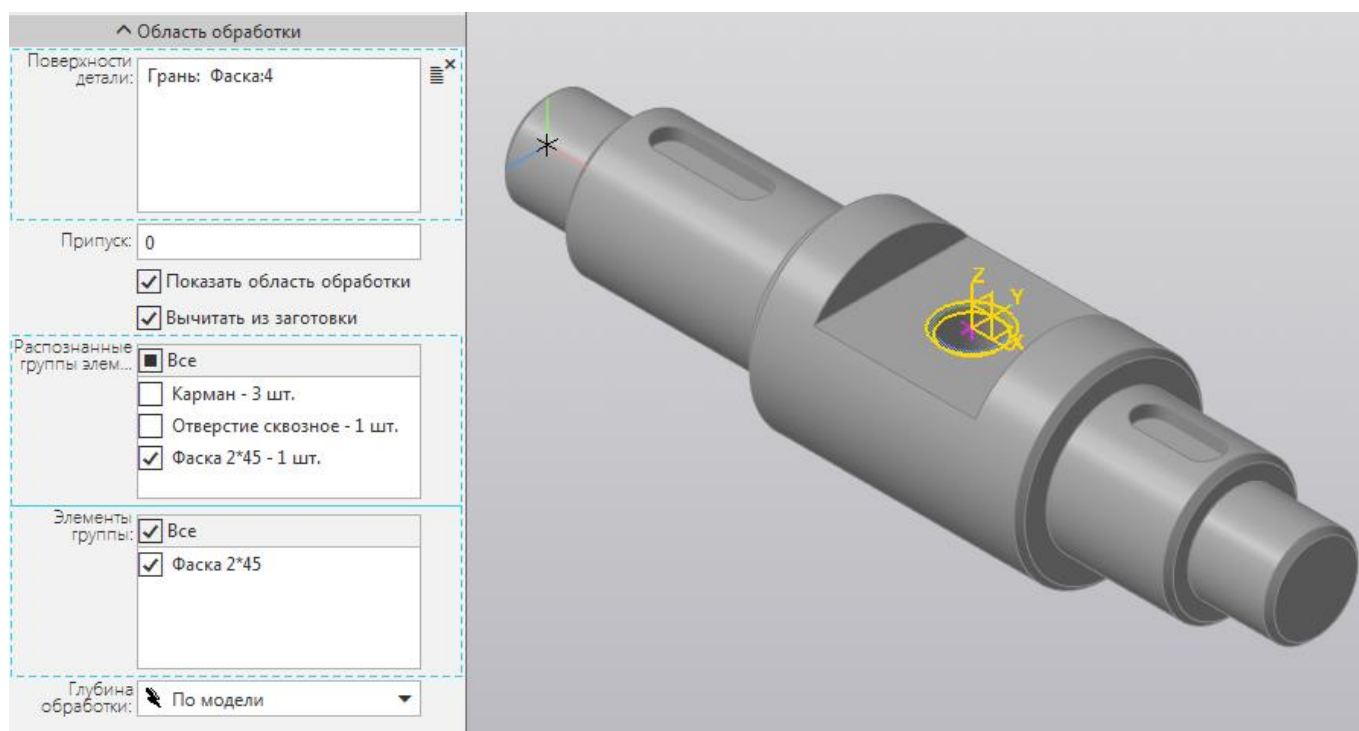 Область обработки
Поверхности
детали:
Грань: Фаска:4
Припуск:
0
Показать область обработки
Вычитать из заготовки
Распознанные
группы элем...
Все
Карман - 3 шт.
Отверстие сквозное - 1 шт.
Фаска 2*45 - 1 шт.
Элементы
группы:
Все
Фаска 2*45
Глубина
обработки:
По модели
Z
Y
X